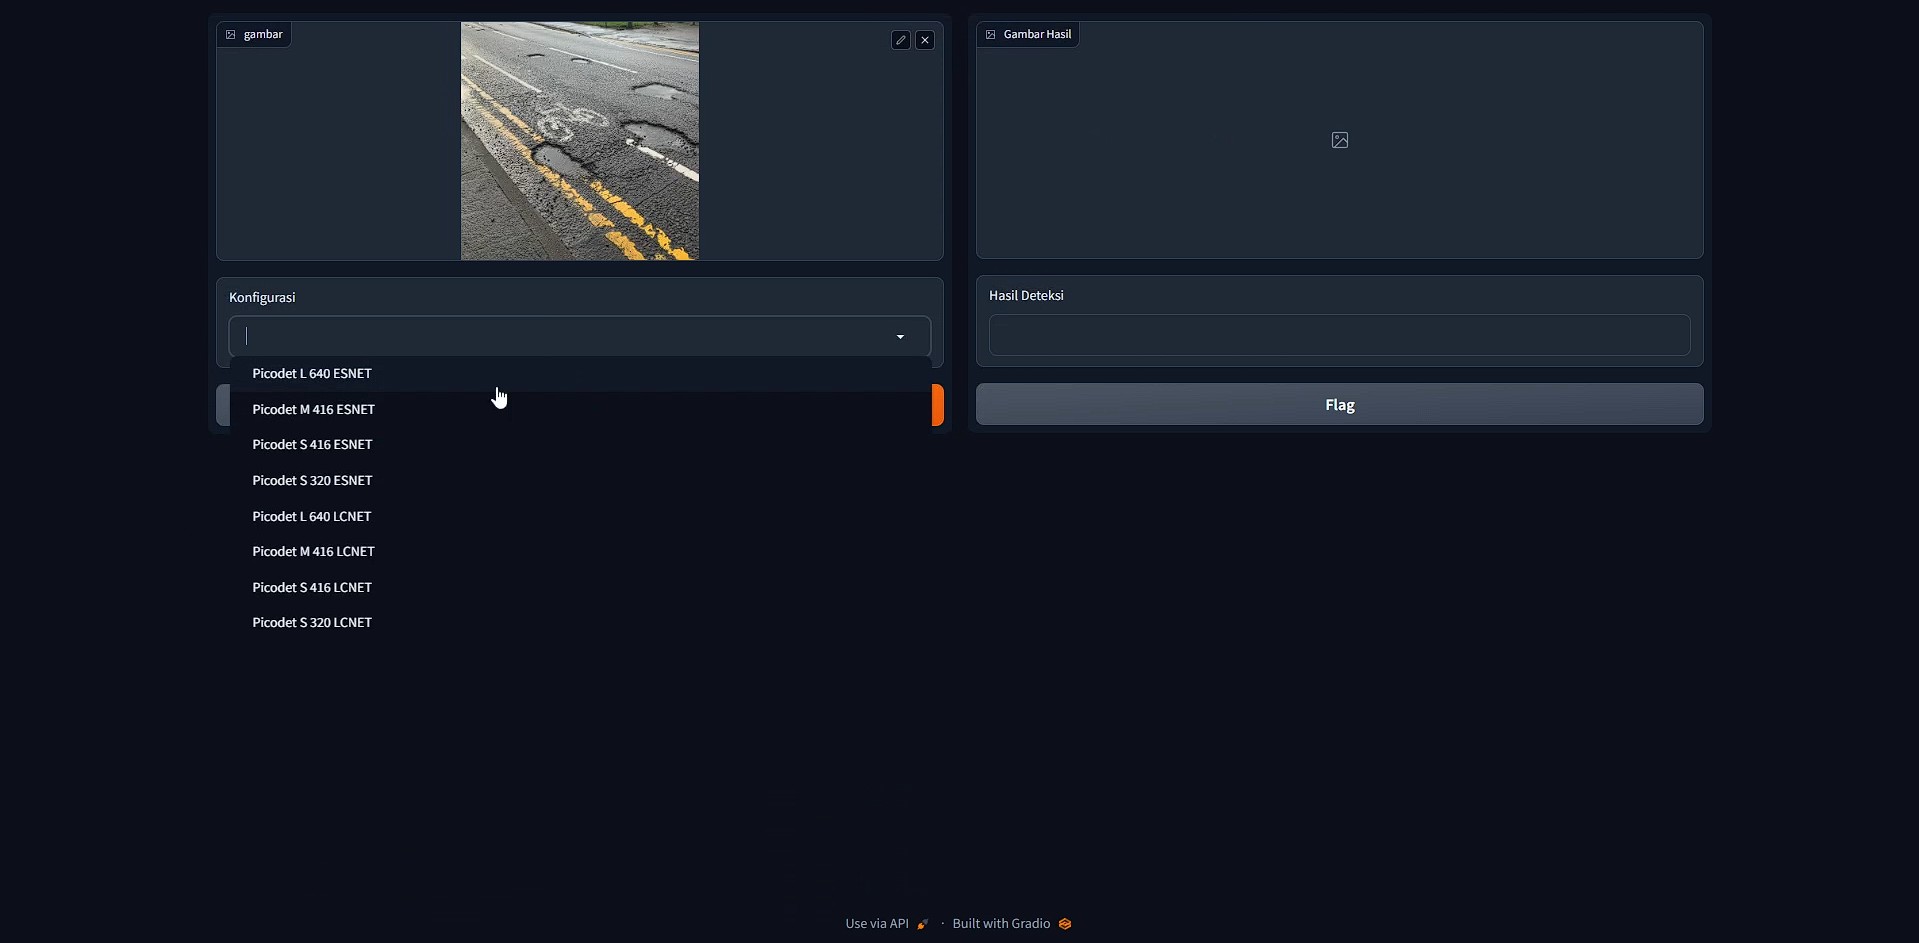 gambar
Gambar Hasil
Konfigurasi
Hasil Deteksi
Picodet L 640 ESNET
Picodet M 416 ESNET
Picodet S 416 ESNET
Picodet S 320 ESNET
Picodet L 640 LCNET
Picodet M 416 LCNET
Picodet S 416 LCNET
Picodet S 320 LCNET
Flag
Use via API · Built with Gradio